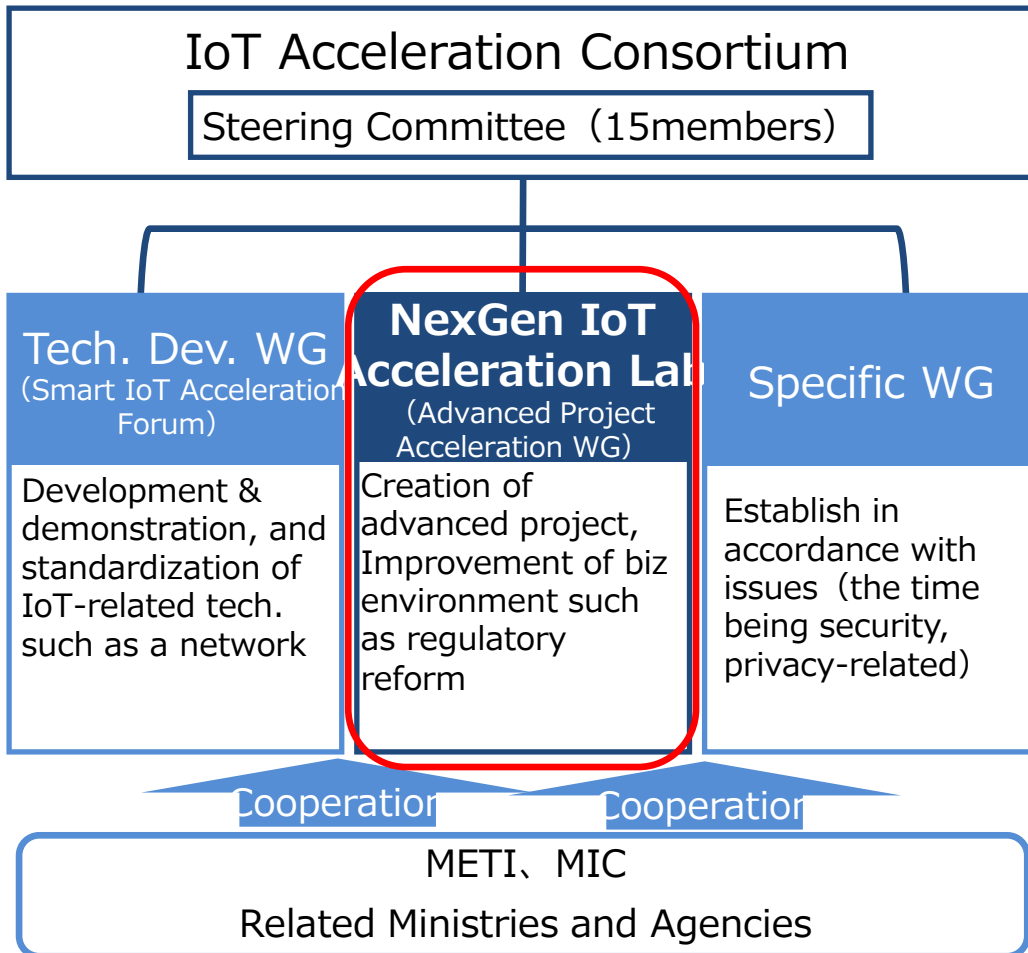 IoT Acceleration Consortium
Steering Committee（15members）
Tech. Dev. WG
（Smart IoT Acceleration
Forum）
Development &
demonstration, and
standardization of
IoT-related tech.
such as a network
NexGen IoT
Acceleration Lab
（Advanced Project
Acceleration WG）
Creation of
advanced project,
Improvement of biz
environment such
as regulatory
reform
Specific WG
Establish in
accordance with
issues（the time
being security,
privacy-related）
Cooperation
Cooperation
METI、MIC
Related Ministries and Agencies